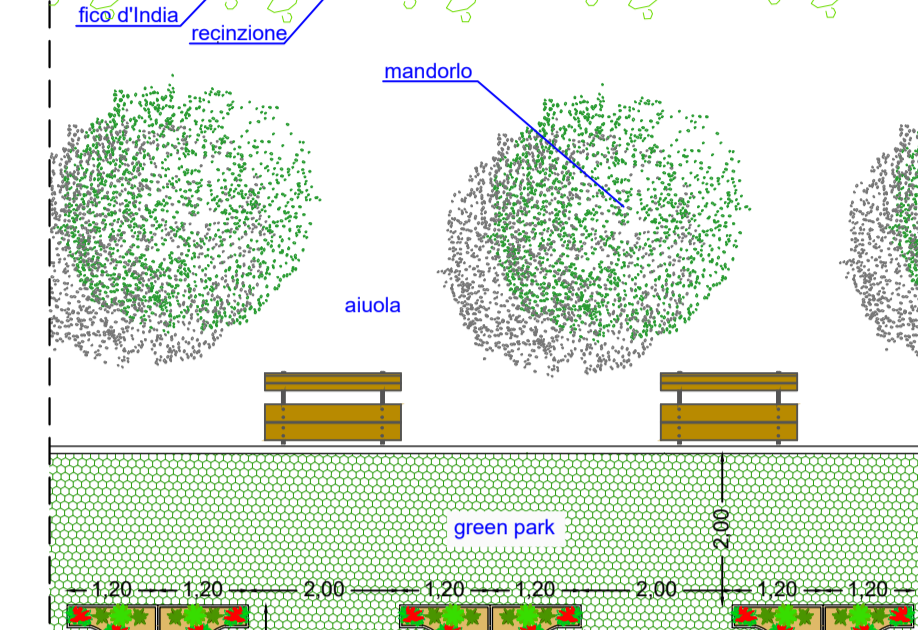 fico d'India
recinzione
mandorlo
aiuola
green park
2,00
1,20 1,20 2,00 1,20 1,20 2,00 1,20 1,20